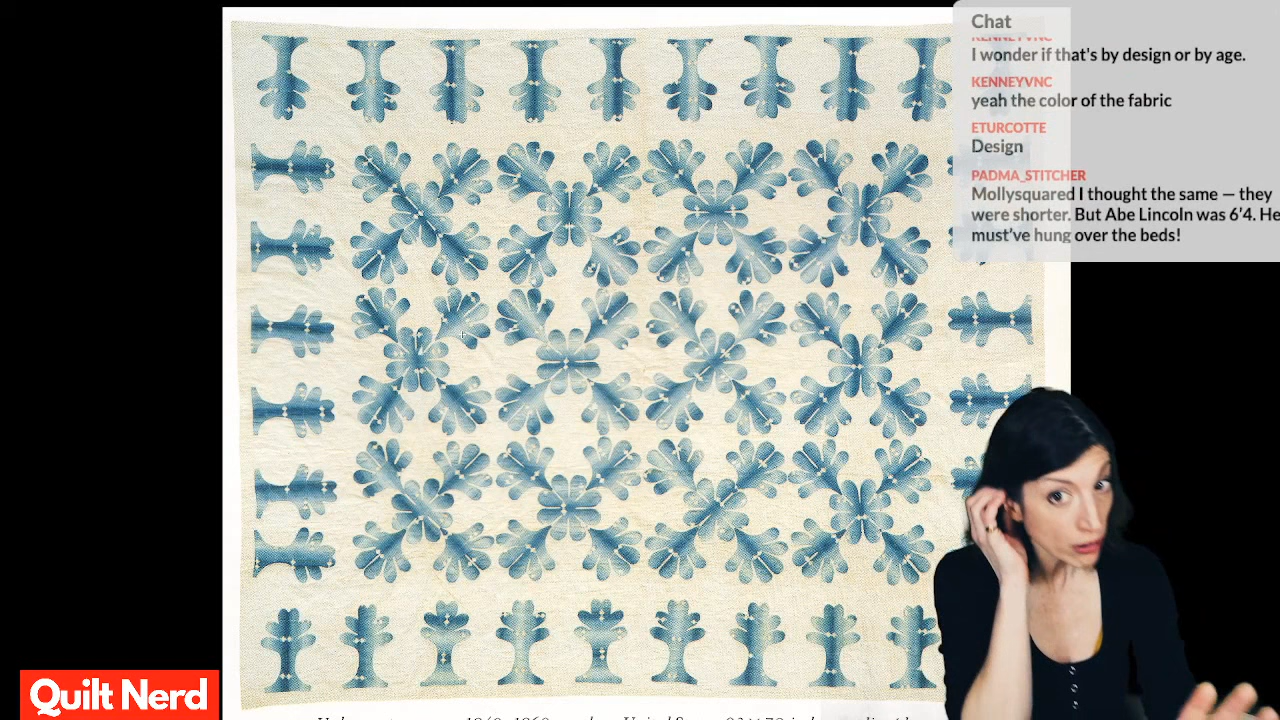 Chat
KENNEYVNC
I wonder if that's by design or by age.
KENNEYVNC
yeah the color of the fabric
ETURCOTTE
Design
PADMA_STITCHER
Mollysquared I thought the same — they
were shorter. But Abe Lincoln was 6'4. He
must've hung over the beds!
Quilt Nerd